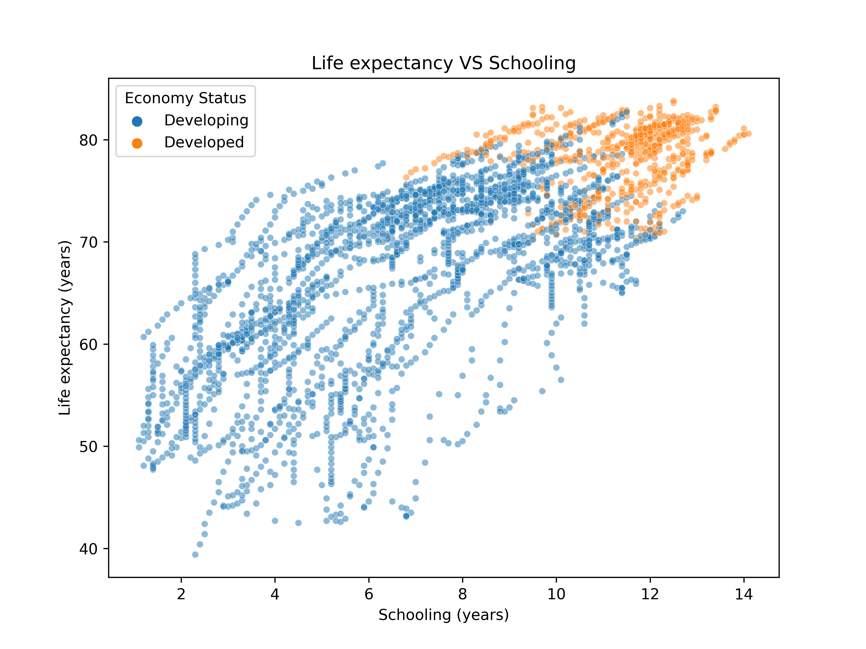 Life expectancy VS Schooling
Economy Status
Developing
Developed
80
70
60
50
40
Life expectancy (years)
2 4 6 8 10 12 14
Schooling (years)